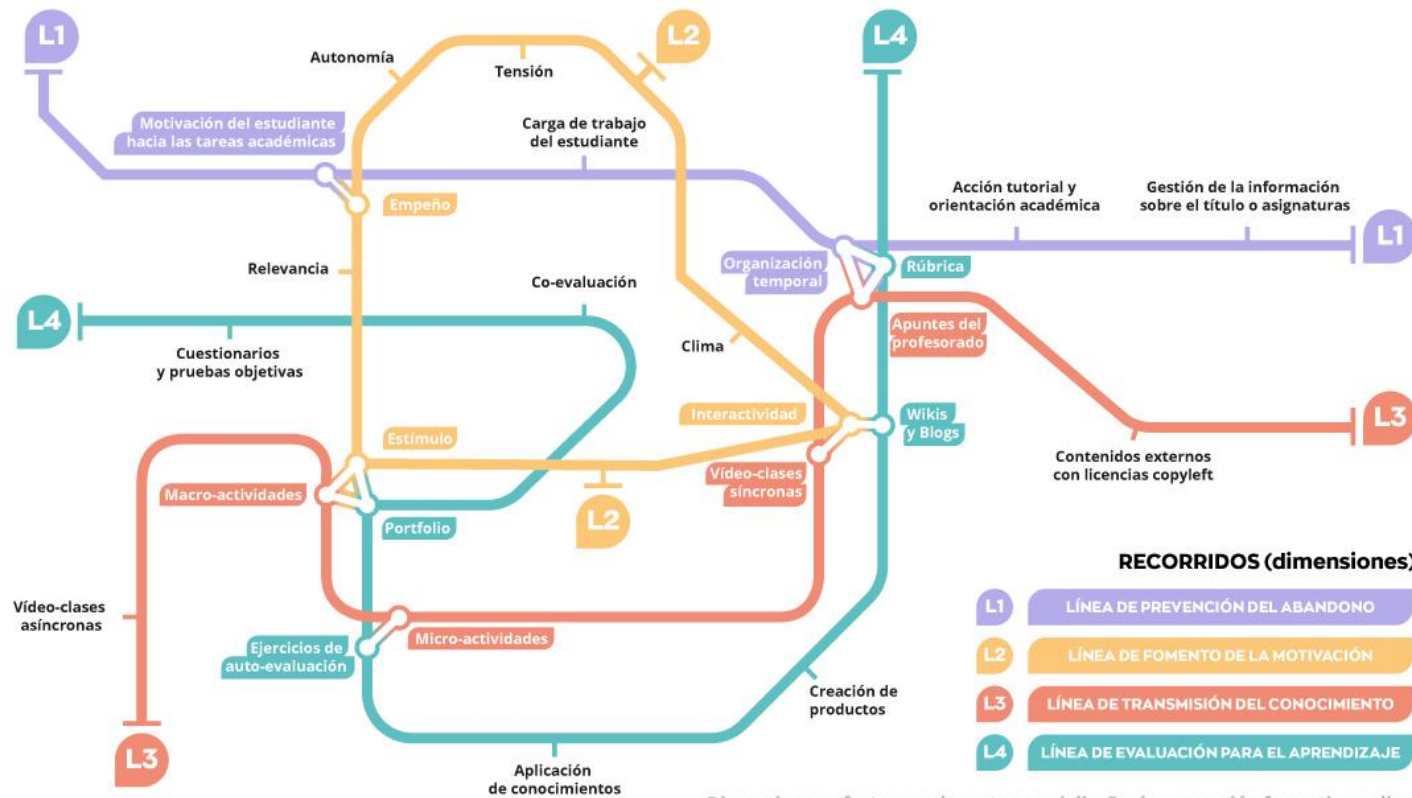 L1
L2
L4
Autonomía
Tensión
Motivación del estudiante
hacia las tareas académicas
Carga de trabajo
del estudiante
Empeño
Acción tutorial y
orientación académica
Gestión de la información
sobre el título o asignaturas
L1
Organización
temporal
Rúbrica
Relevancia
Co-evaluación
L4
Cuestionarios
y pruebas objetivas
Clima
Apuntes del
profesorado
Interactividad
Wikis
y Blogs
L3
Estímulo
Contenidos externos
con licencias copyleft
Macro-actividades
Vídeo-clases
síncronas
Portfolio
L2
Vídeo-clases
asíncronas
Ejercicios de
auto-evaluación
Micro-actividades
Creación de
productos
L3
Aplicación
de conocimientos
RECORRIDOS (dimensiones)
L1 LÍNEA DE PREVENCIÓN DEL ABANDONO
L2 LÍNEA DE FOMENTO DE LA MOTIVACIÓN
L3 LÍNEA DE TRANSMISIÓN DEL CONOCIMIENTO
L4 LÍNEA DE EVALUACIÓN PARA EL APRENDIZAJE